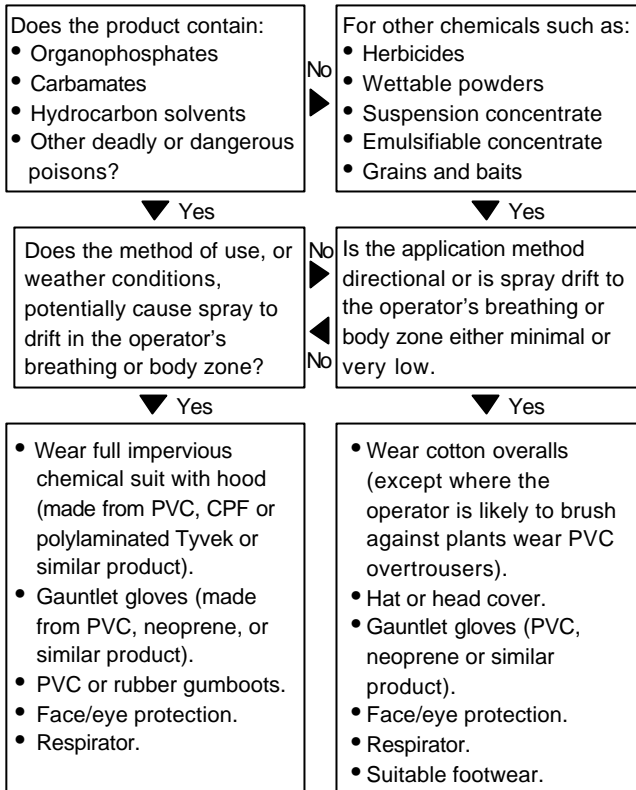 Does the product contain:
• Organophosphates
• Carbamates
• Hydrocarbon solvents
• Other deadly or dangerous
poisons?
No
For other chemicals such as:
• Herbicides
• Wettable powders
• Suspension concentrate
• Emulsifiable concentrate
• Grains and baits
Yes
Yes
Does the method of use, or
weather conditions,
potentially cause spray to
drift in the operator's
breathing or body zone?
No
No
Is the application method
directional or is spray drift to
the operator's breathing or
body zone either minimal or
very low.
Yes
Yes
• Wear full impervious
chemical suit with hood
(made from PVC, CPF or
polylaminated Tyvek or
similar product).
• Gauntlet gloves (made
from PVC, neoprene, or
similar product).
• PVC or rubber gumboots.
• Face/eye protection.
• Respirator.
• Wear cotton overalls
(except where the
operator is likely to brush
against plants wear PVC
overtrousers).
• Hat or head cover.
• Gauntlet gloves (PVC,
neoprene or similar
product).
• Face/eye protection.
• Respirator.
• Suitable footwear.